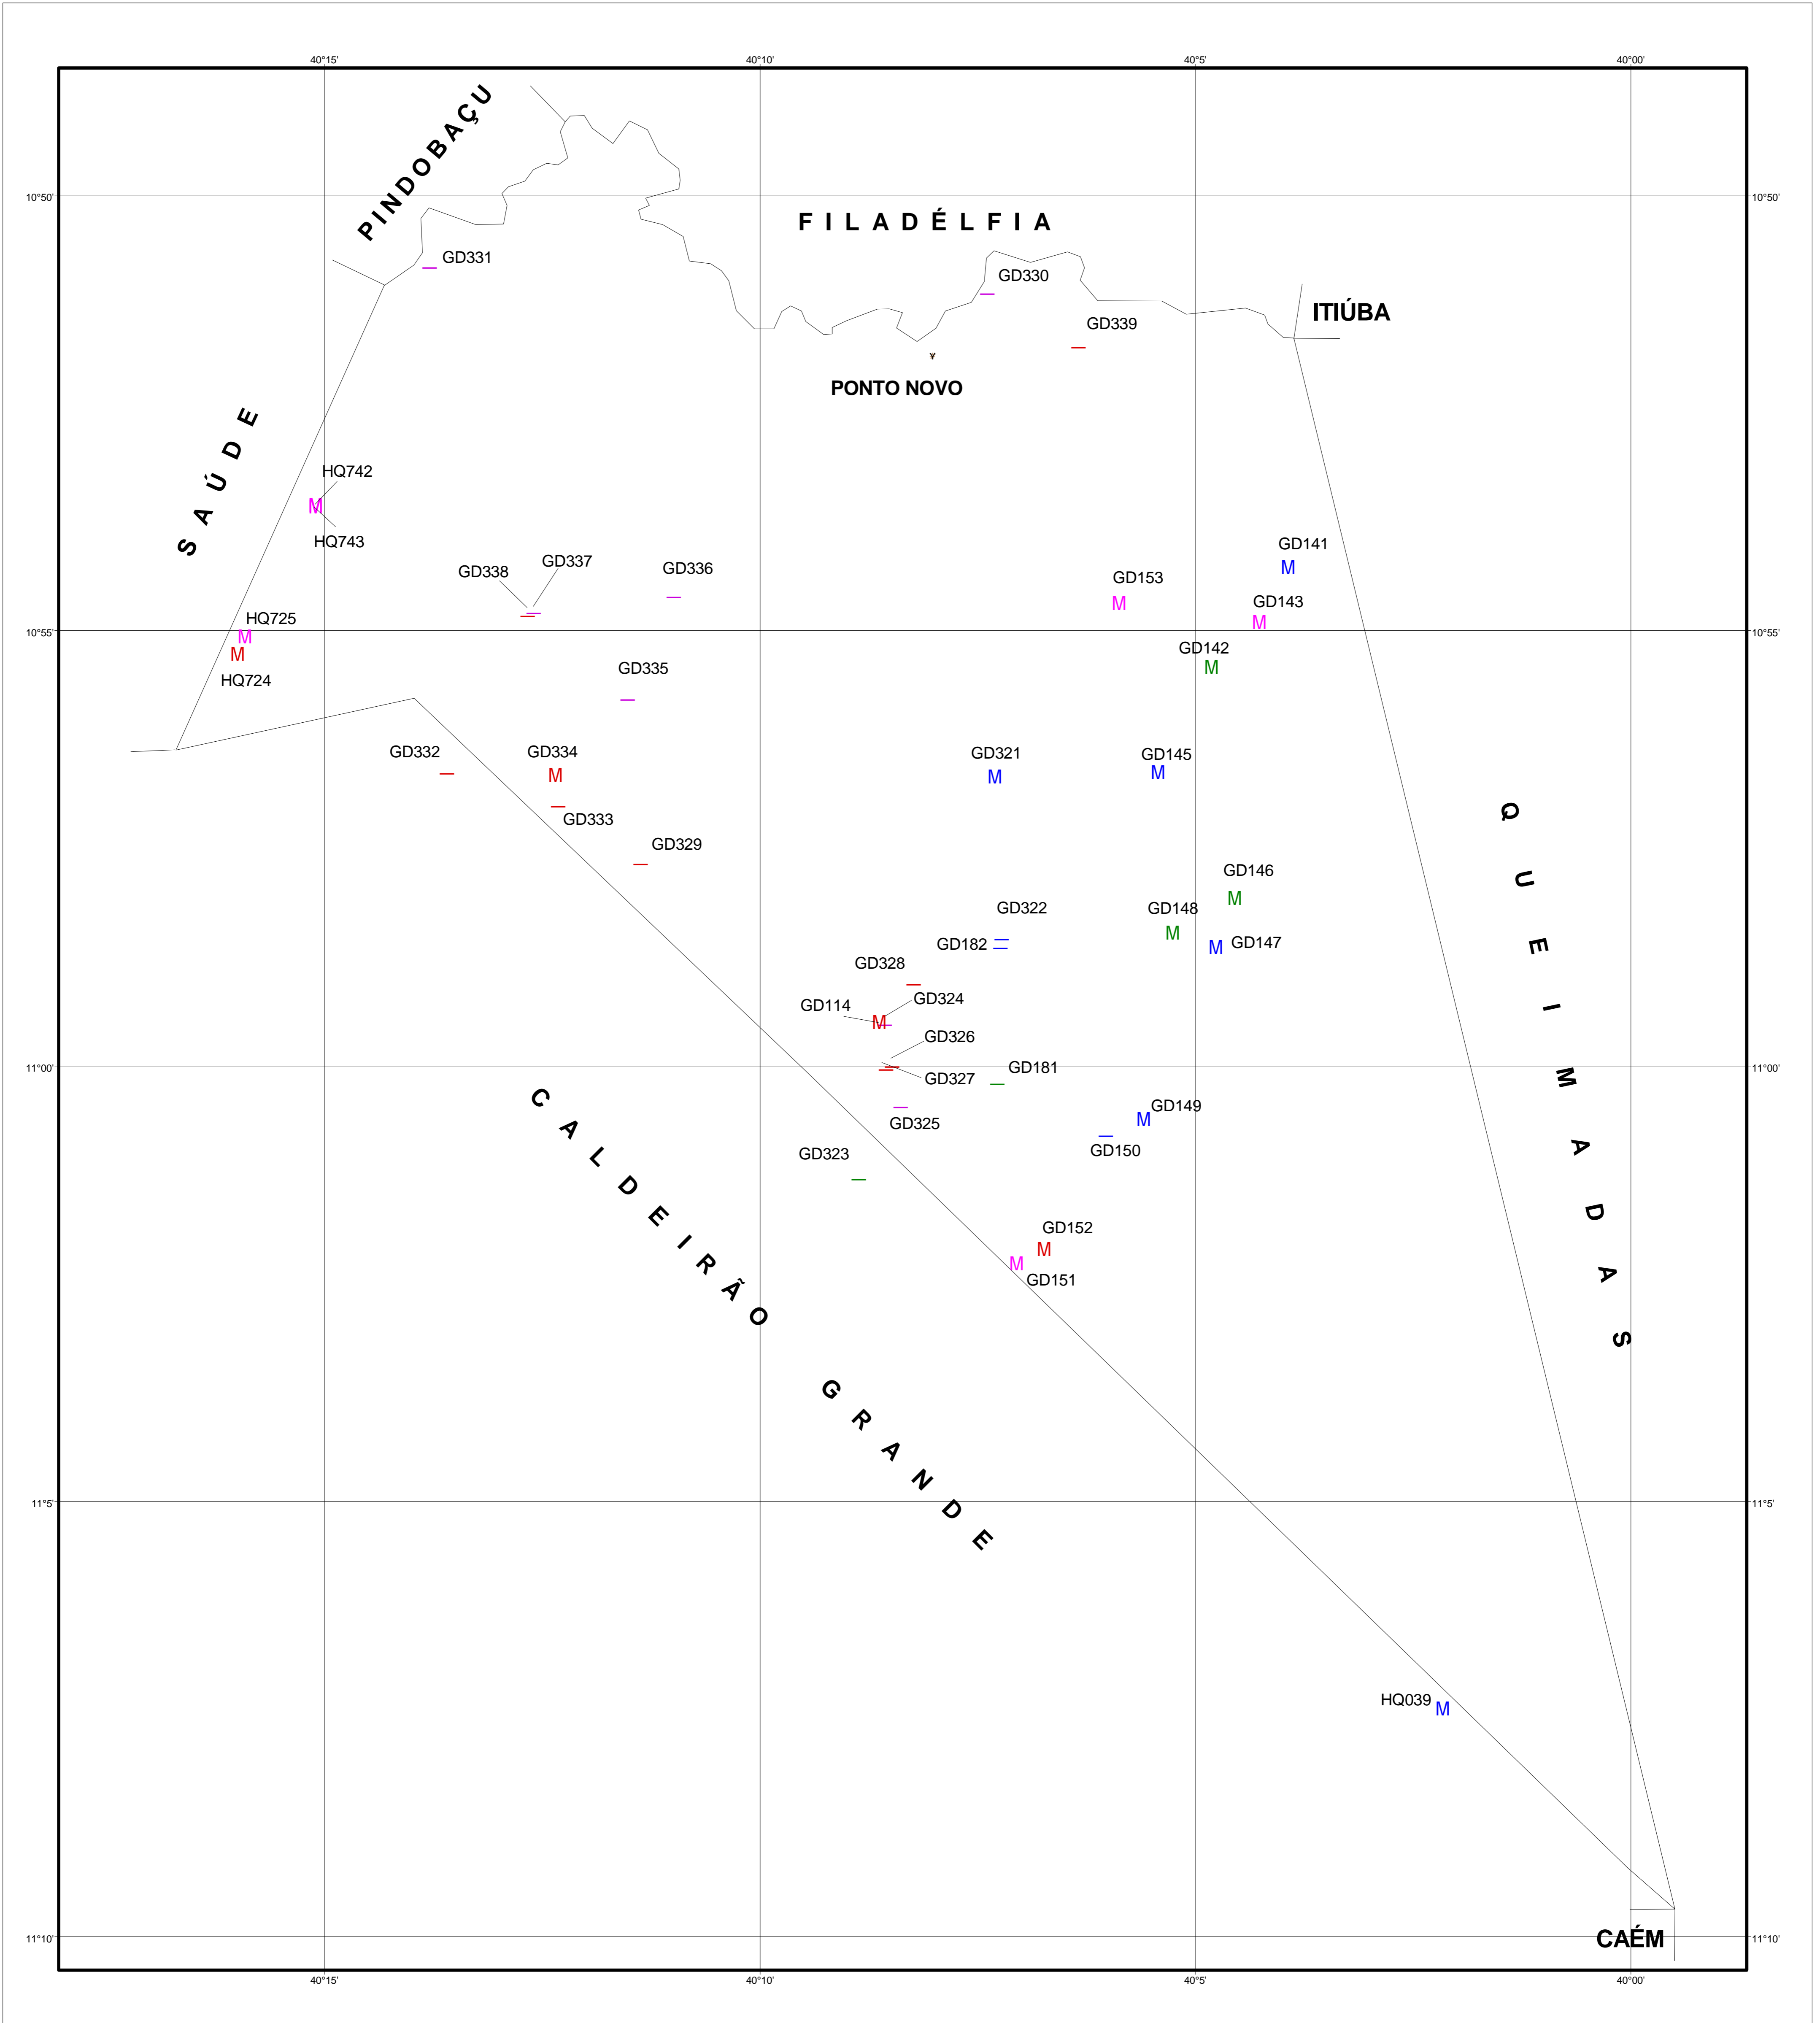 40°15' 40°10' 40°5' 40°00'
PINDOBAÇU
10°50' 10°50'
FILADÉLFIA
GD331
GD330
ITIÚBA
GD339
PONTO NOVO
SAÚDE
HQ742
M
HQ743
GD141
M
GD338 GD337 GD336
GD153
M
GD143
M
HQ725
M
10°55' 10°55'
M
HQ724
GD142
M
GD335
GD332 GD334
M
GD321
M
GD145
M
GD333
QUEIMADAS
GD329
GD146
M
GD322
GD148
M
GD182
GD147
M
GD328
GD114 GD324
M
GD326
11°00' 11°00'
GD327
GD181
CALDEIRÃO GRANDE
GD149
M
GD325
GD150
GD323
GD152
M
M
GD151
11°5' 11°5'
HQ039
M
11°10' 11°10'
CAÉM
40°15' 40°10' 40°5' 40°00'